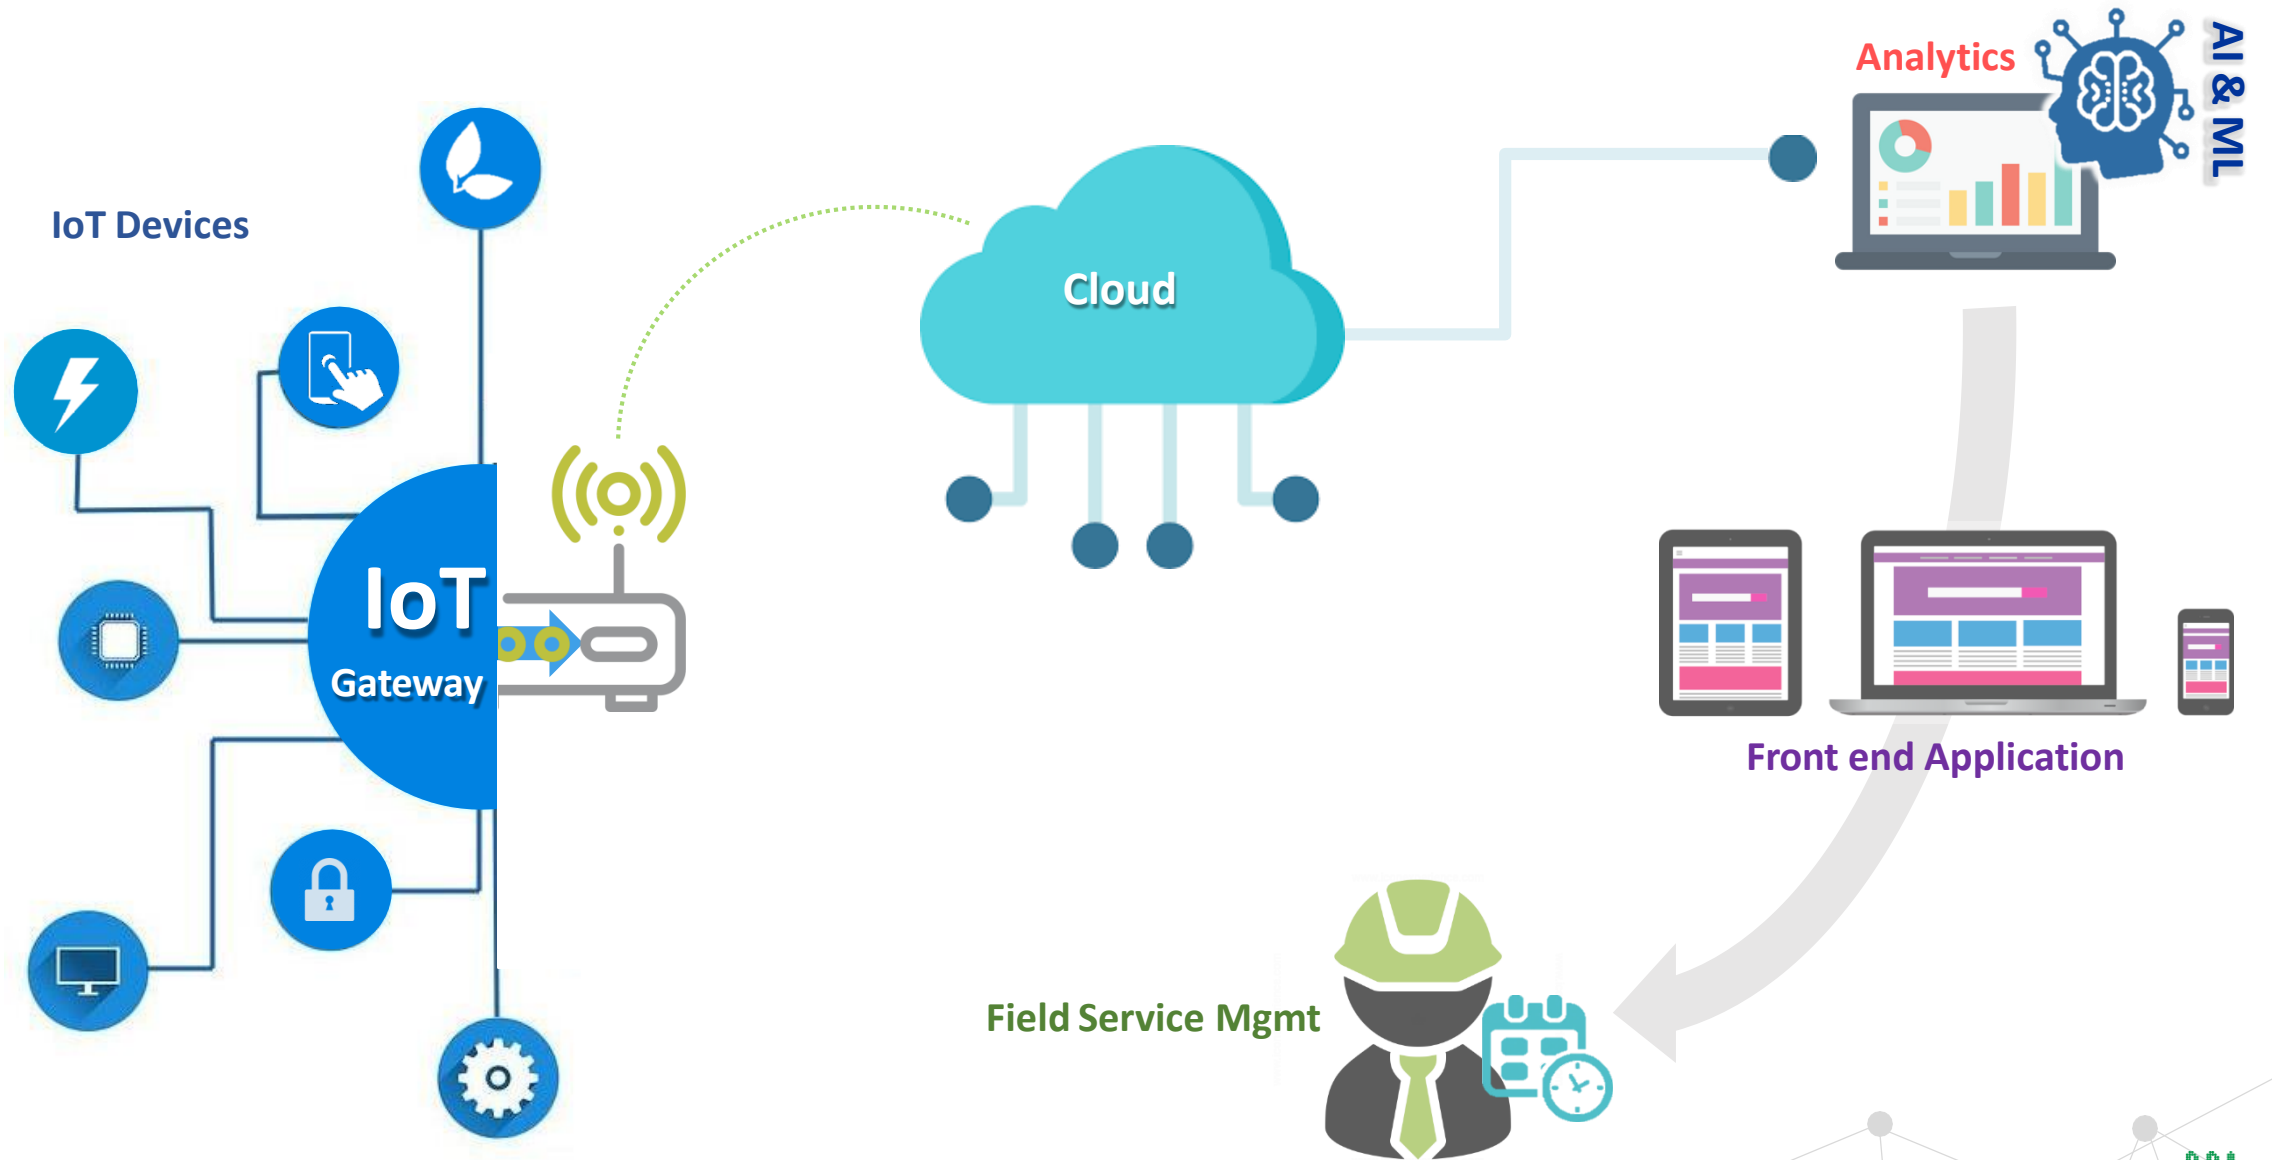 Analytics
AI & ML
IoT Devices
Cloud
IoT
Gateway
Front end Application
Field Service Mgmt